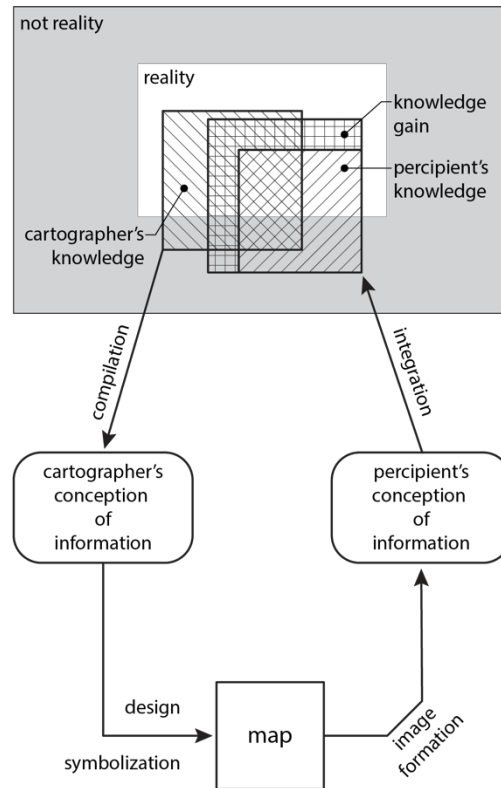 not reality
reality
knowledge
gain
percipient's
knowledge
cartographer's
knowledge
compilation
integration
cartographer's
conception
of
information
percipient's
conception
of
information
design
symbolization
map
image
formation